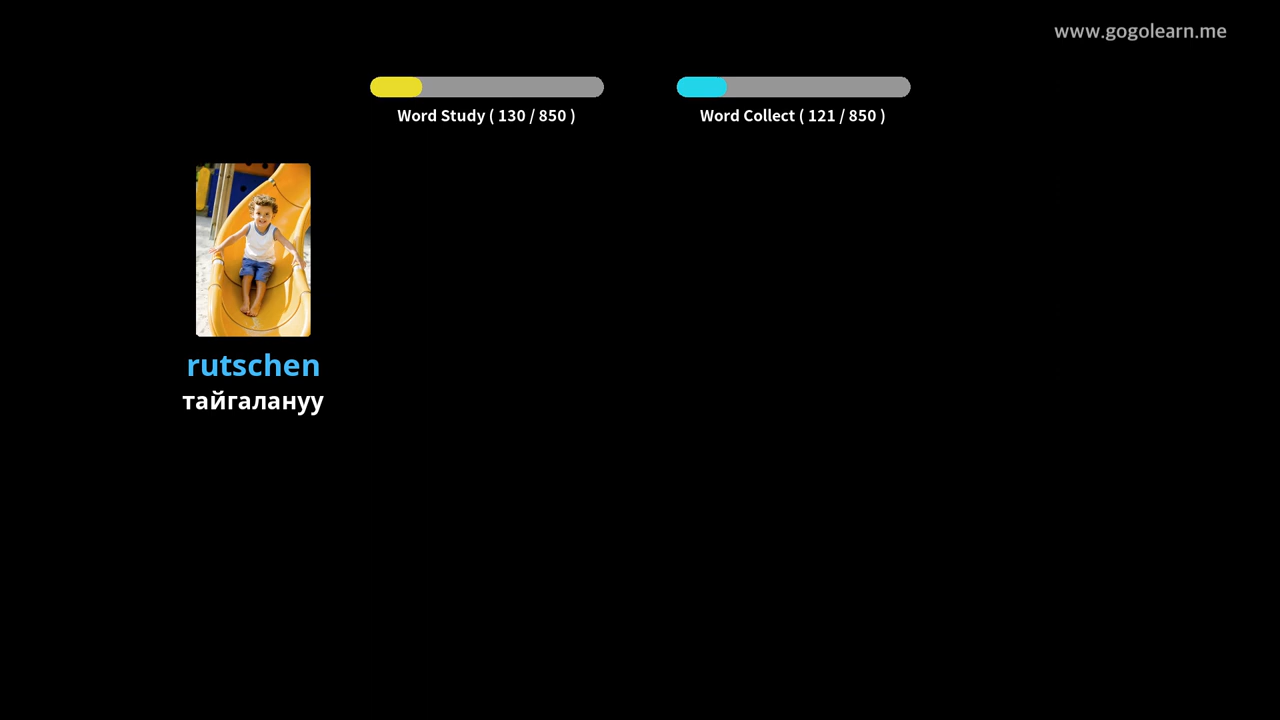 www.gogolearn.me
Word Study ( 130 / 850 )
Word Collect ( 121 / 850 )
rutschen
тайгалануу